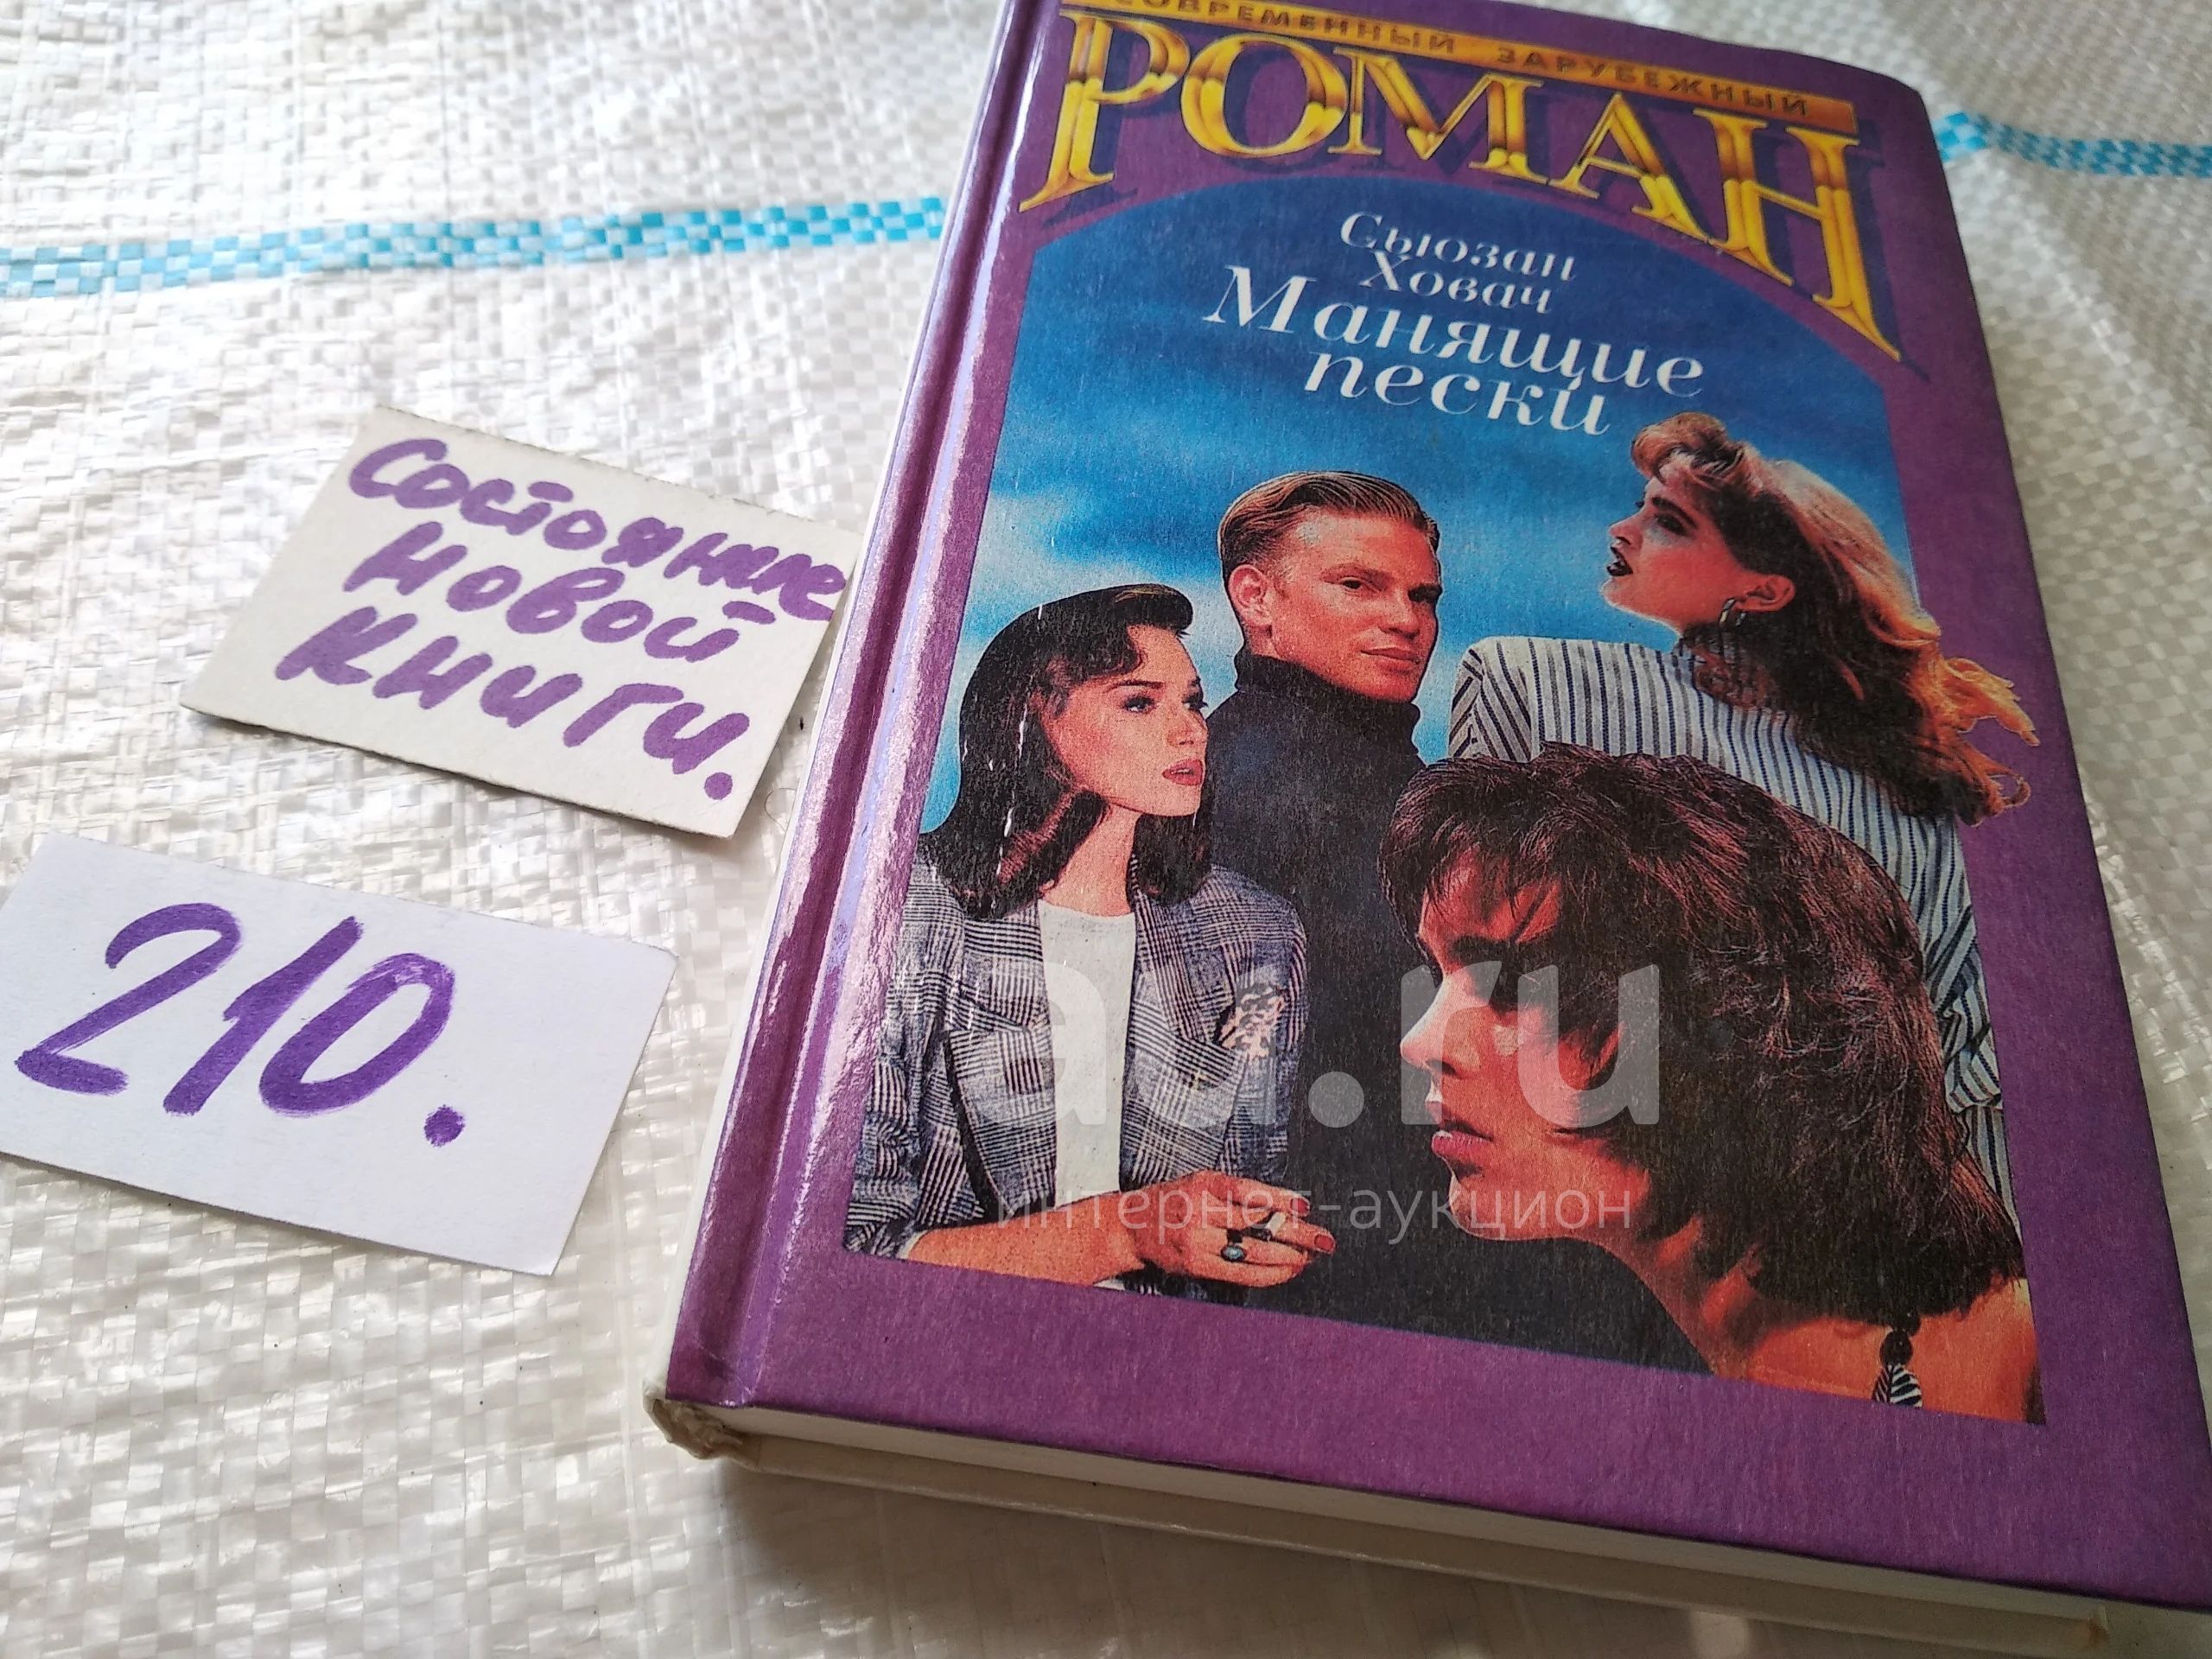 СОВРЕМЕННЫЙ ЗАРУБЕЖНЫЙ
РОМАН
Сьюзан
Ховач
Манящие
пески
Состояние
новой
книги.
210.
au.ru
интернет-аукцион